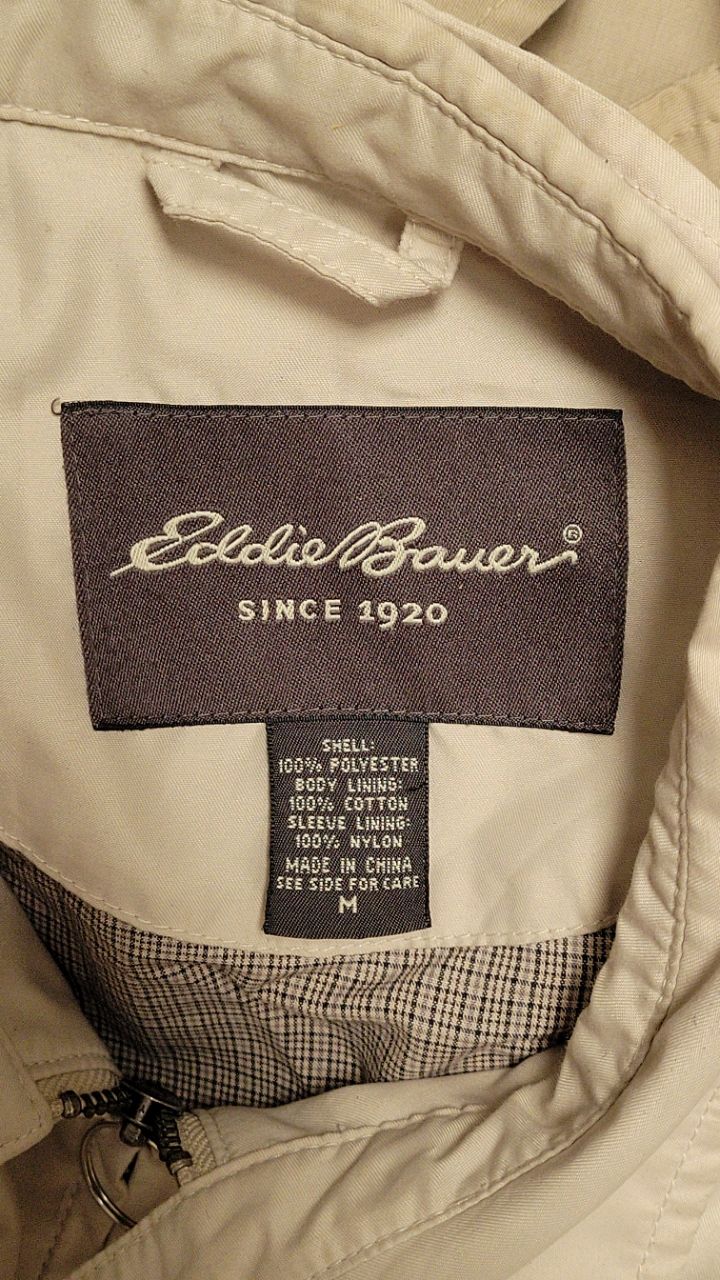 Eddie Bauer®
SINCE 1920
SHELL:
100% POLYESTER
BODY LINING:
100% COTTON
SLEEVE LINING:
100% NYLON
MADE IN CHINA
SEE SIDE FOR CARE
M